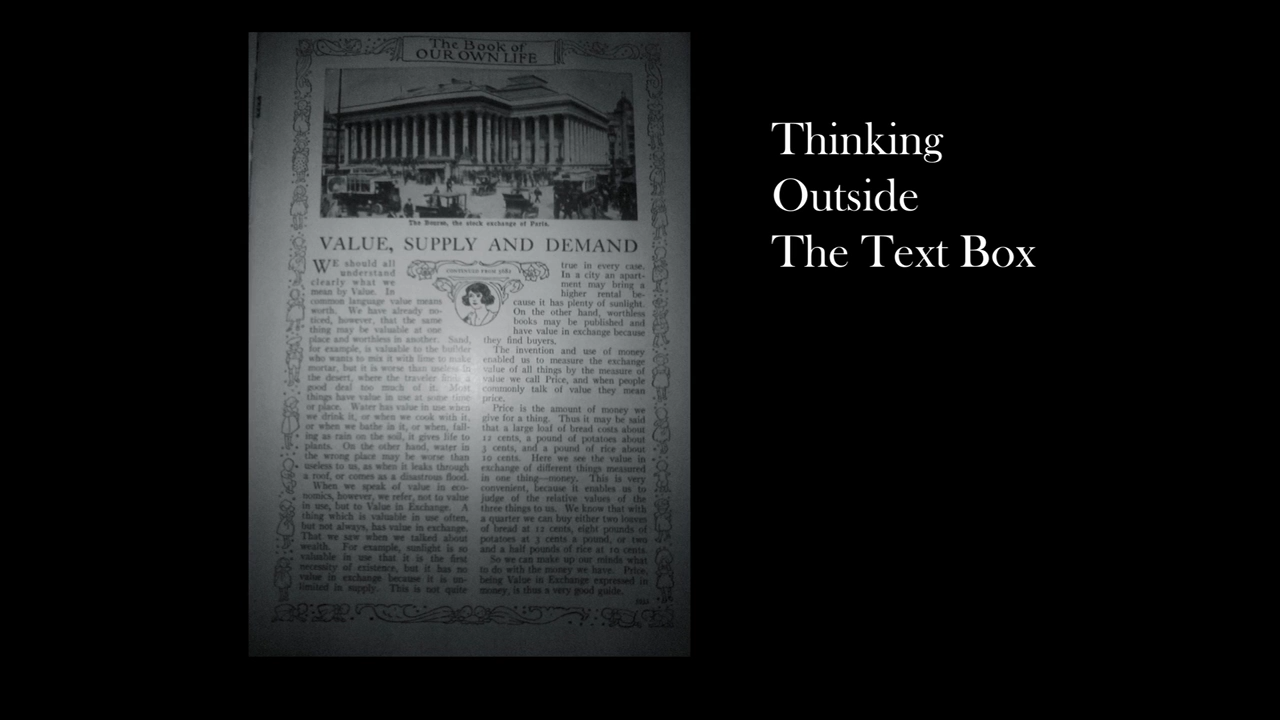 The Book of
OUR OWN LIFE
The Bourse, the stock exchange of Paris.
VALUE, SUPPLY AND DEMAND
CONTINUED FROM
WE should all
understand
clearly what we
mean by Value. In
common language value means
worth. We have already no-
ticed, however, that the same
thing may be valuable at one
place and worthless in another. Sand,
for example, is valuable to the builder
who wants to mix it with lime to make
mortar, but it is worse than useless in
the desert, where the traveler finds a
good deal too much of it. Most
things have value in use at some time
or place. Water has value in use when
we drink it, or when we cook with it,
or when we bathe in it, or when, fall-
ing as rain on the soil, it gives life to
plants. On the other hand, water in
the wrong place may be worse than
useless to us, as when it leaks through
a roof, or comes as a disastrous flood.
When we speak of value in eco-
nomics, however, we refer, not to value
in use, but to Value in Exchange. A
thing which is valuable in use often,
but not always, has value in exchange.
That we saw when we talked about
wealth. For example, sunlight is so
valuable in use that it is the first
necessity of existence, but it has no
value in exchange because it is un-
limited in supply. This is not quite
true in every case.
In a city an apart-
ment may bring a
higher rental be-
cause it has plenty of sunlight.
On the other hand, worthless
books may be published and
have value in exchange because
they find buyers.
The invention and use of money
enabled us to measure the exchange
value of all things by the measure of
value we call Price, and when people
commonly talk of value they mean
price.
Price is the amount of money we
give for a thing. Thus it may be said
that a large loaf of bread costs about
12 cents, a pound of potatoes about
3 cents, and a pound of rice about
10 cents. Here we see the value in
exchange of different things measured
in one thing—money. This is very
convenient, because it enables us to
judge of the relative values of the
three things to us. We know that with
a quarter we can buy either two loaves
of bread at 12 cents, eight pounds of
potatoes at 3 cents a pound, or two
and a half pounds of rice at 10 cents.
So we can make up our minds what
to do with the money we have. Price,
being Value in Exchange expressed in
money, is thus a very good guide.
Thinking
Outside
The Text Box